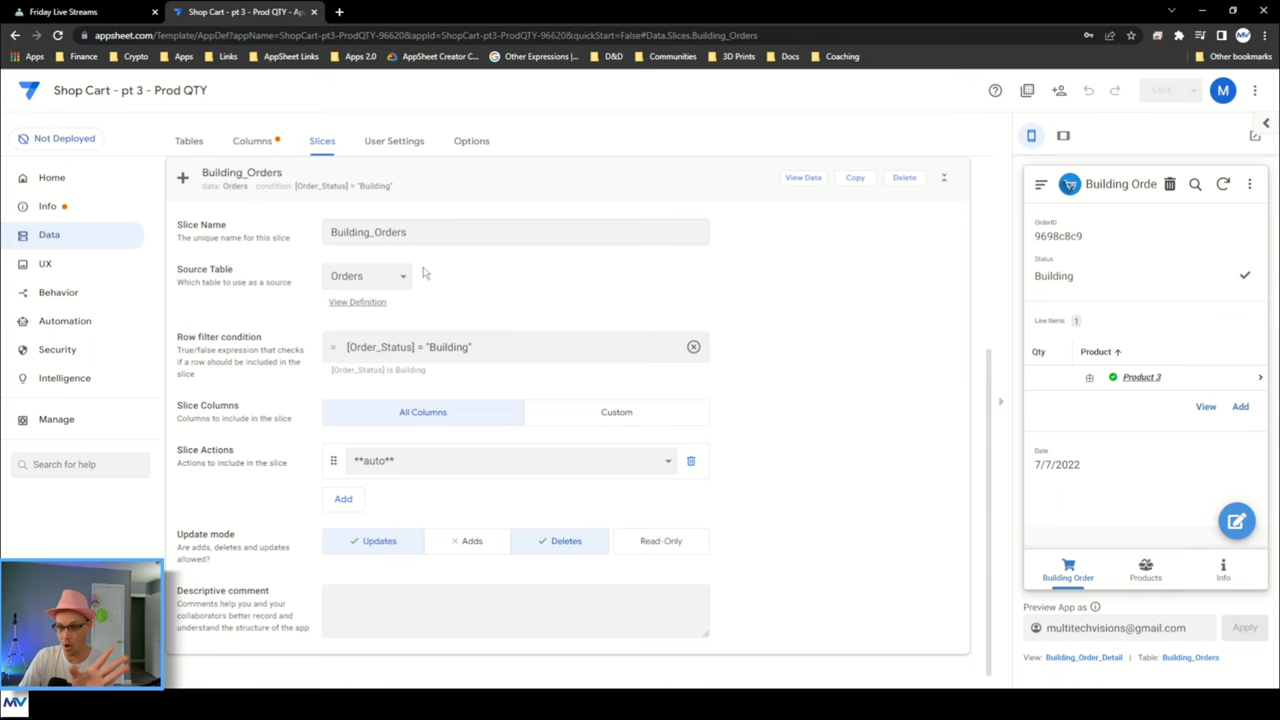 Friday Live Streams
Shop Cart - pt 3 - Prod QTY - Ap
appsheet.com/Template/AppDef?appName=ShopCart-pt3-ProdQTY-96620&appId=ShopCart-pt3-ProdQTY-96620&quickStart=False#Data.Slices.Building_Orders
Apps Finance Crypto Apps Links AppSheet Links Apps 2.0 AppSheet Creator C... Other Expressions,... D&D Communities 3D Prints Docs Coaching Other bookmarks
Shop Cart - pt 3 - Prod QTY
SAVE
M
Not Deployed
Tables Columns Slices User Settings Options
Home
Info
Data
UX
Behavior
Automation
Security
Intelligence
Manage
Search for help
Building_Orders
data: Orders condition: [Order_Status] = "Building"
View Data Copy Delete
Slice Name
The unique name for this slice
Building_Orders
Source Table
Which table to use as a source
Orders
View Definition
Row filter condition
True/false expression that checks
if a row should be included in the
slice
= [Order_Status] = "Building"
[Order_Status] is Building
Slice Columns
Columns to include in the slice
All Columns Custom
Slice Actions
Actions to include in the slice
**auto**
Add
Update mode
Are adds, deletes and updates
allowed?
Updates Adds Deletes Read-Only
Descriptive comment
Comments help you and your
collaborators better record and
understand the structure of the
app
Building Orde
OrderID
9698c8c9
Status
Building
Line Items 1
Qty Product
Product 3
View Add
Date
7/7/2022
Building Order Products Info
Preview App as
multitechvisions@gmail.com Apply
View: Building_Order_Detail | Table: Building_Orders
MV